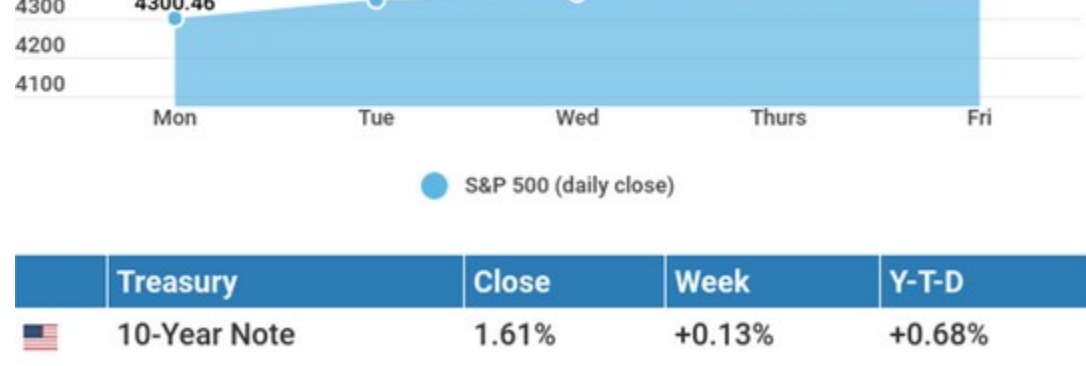 4300 4300.46
4200
4100
Mon Tue Wed Thurs Fri
S&P 500 (daily close)
Treasury Close Week Y-T-D
10-Year Note 1.61% +0.13% +0.68%